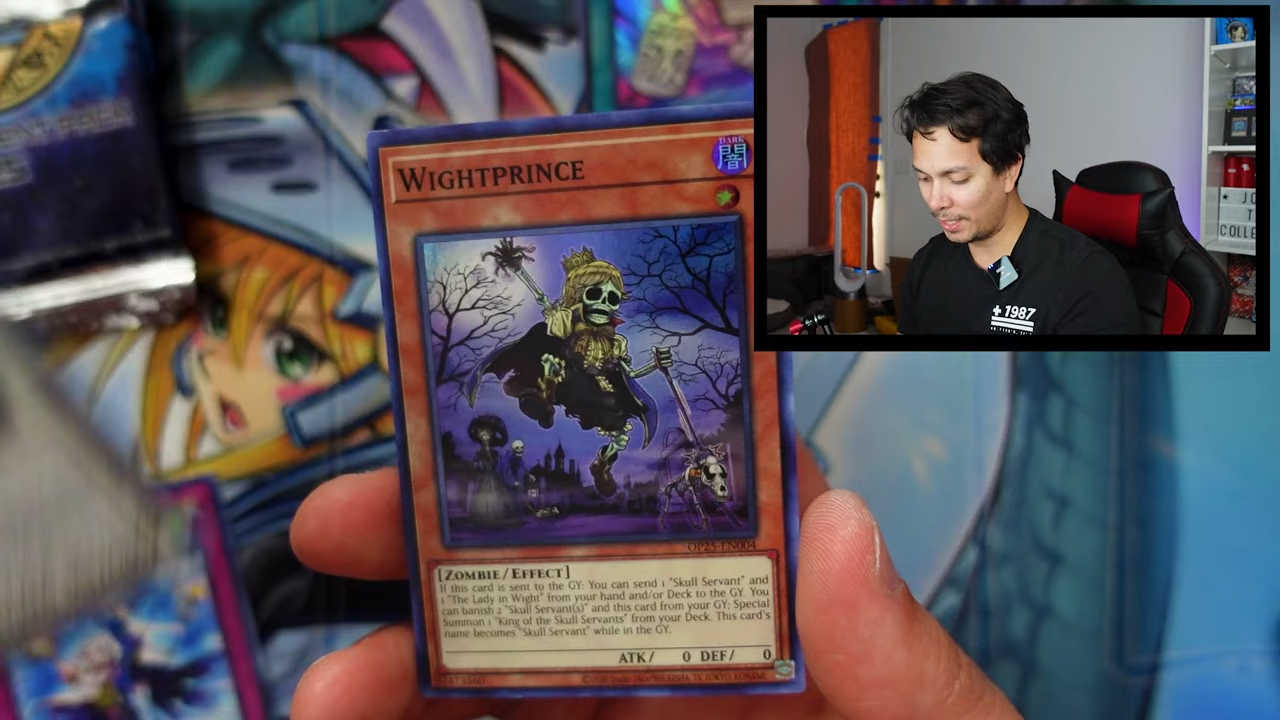 WIGHTPRINCE
DARK
闇
OP25-EN004
[ZOMBIE/EFFECT]
If this card is sent to the GY: You can send 1 "Skull Servant" and
1 "The Lady in Wight" from your hand and/or Deck to the GY. You
can banish 2 "Skull Servant(s)" and this card from your GY; Special
Summon 1 "King of the Skull Servants" from your Deck. This card's
name becomes "Skull Servant" while in the GY.
ATK/ 0 DEF/ 0
+ 1987
JO
T
COLLE